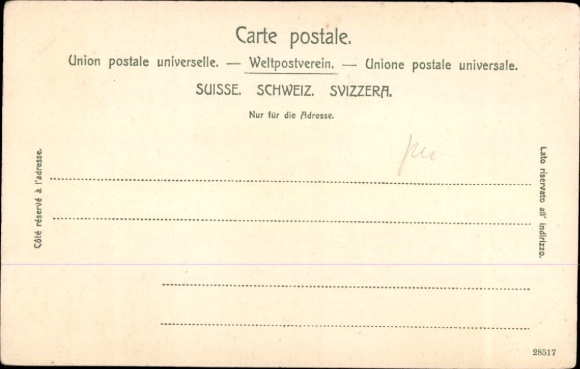 Carte postale.
Union postale universelle. — Weltpostverein. — Unione postale universale.
SUISSE. SCHWEIZ. SVIZZERA.
Nur für die Adresse.
Côté réservé à l'adresse.
Lato riservato all' indirizzo.
28517